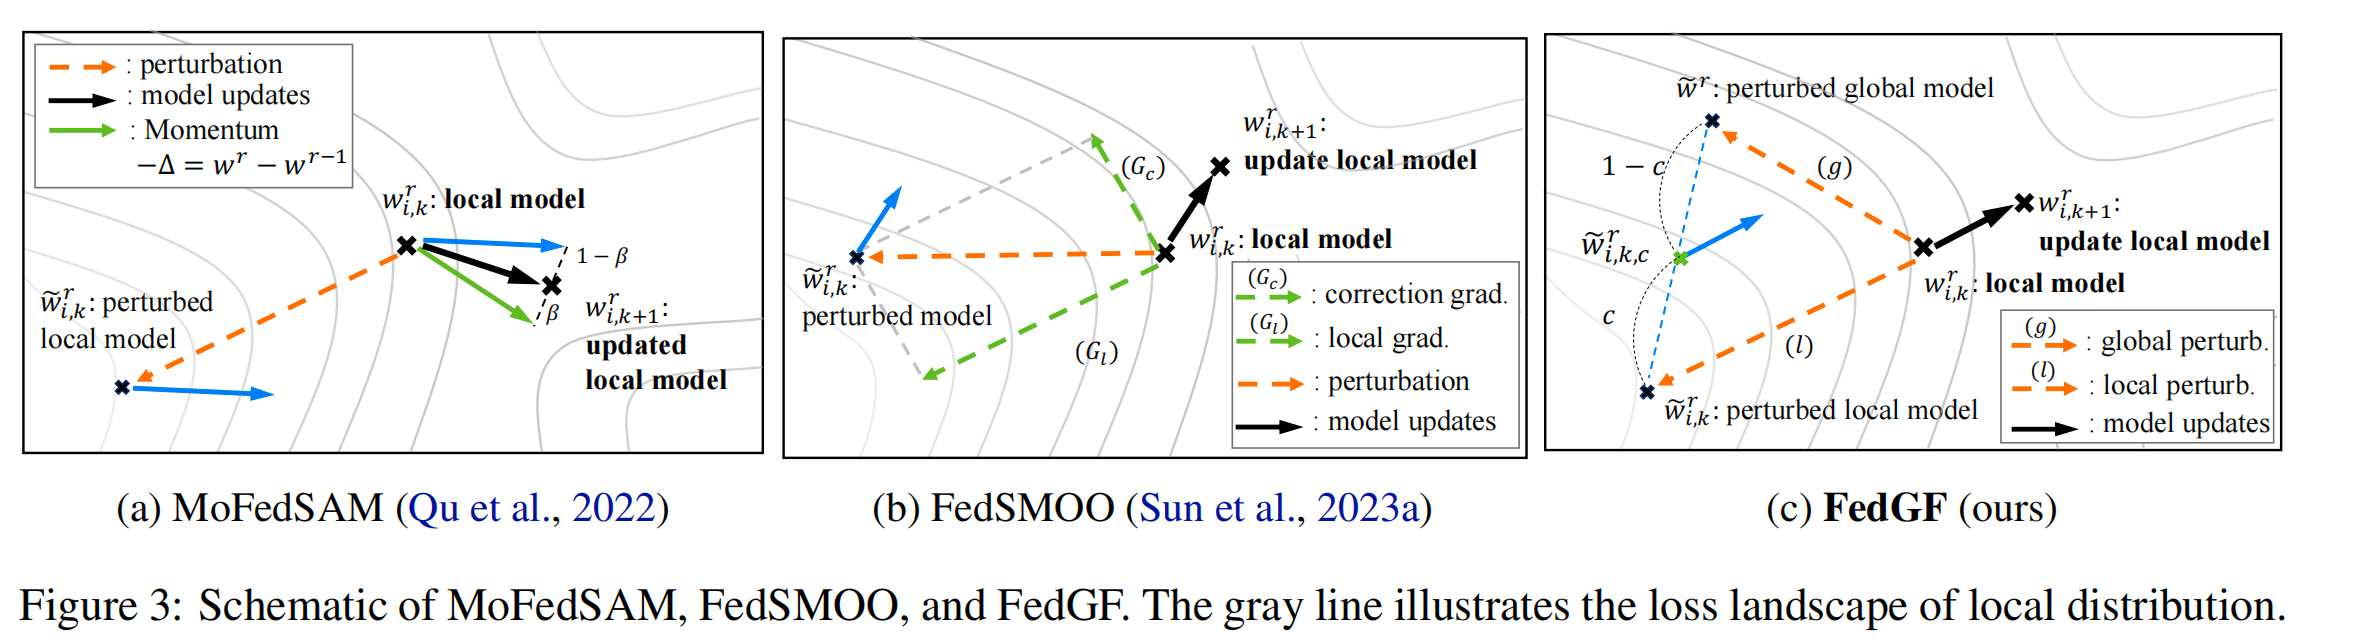 : perturbation
: model updates
: Momentum
−Δ = w^r − w^{r−1}
w^r_{i,k}: local model
1 − β
β
w̃^r_{i,k}: perturbed
local model
w^r_{i,k+1}:
updated
local model
(a) MoFedSAM (Qu et al., 2022)
w^r_{i,k+1}:
update local model
(G_c)
w^r_{i,k}: local model
w̃^r_{i,k}:
perturbed model
(G_l)
(G_c)
: correction grad.
(G_l)
: local grad.
: perturbation
: model updates
(b) FedSMOO (Sun et al., 2023a)
w̃^r: perturbed global model
1 − c
(g)
w^r_{i,k+1}:
update local model
w̃^r_{i,k,c}
w^r_{i,k}: local model
c
(l)
w̃^r_{i,k}: perturbed local model
(g)
: global perturb.
(l)
: local perturb.
: model updates
(c) FedGF (ours)
Figure 3: Schematic of MoFedSAM, FedSMOO, and FedGF. The gray line illustrates the loss landscape of local distribution.